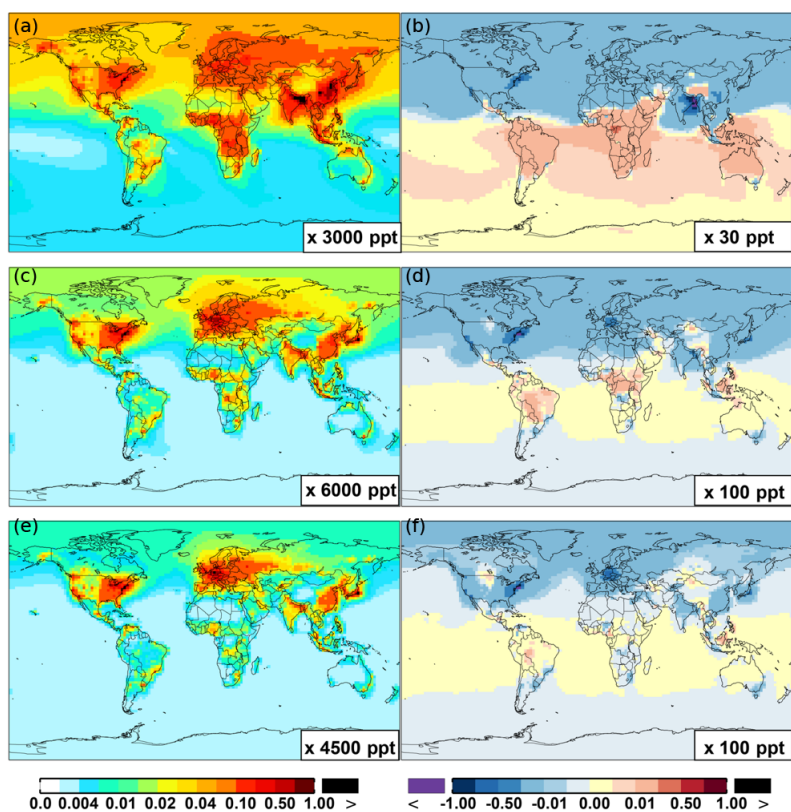 (a)
(b)
x 3000 ppt
x 30 ppt
(c)
(d)
x 6000 ppt
x 100 ppt
(e)
(f)
x 4500 ppt
x 100 ppt
0.0 0.004 0.01 0.02 0.04 0.10 0.50 1.00 >
< -1.00 -0.50 -0.01 0.00 0.01 0.50 1.00 >